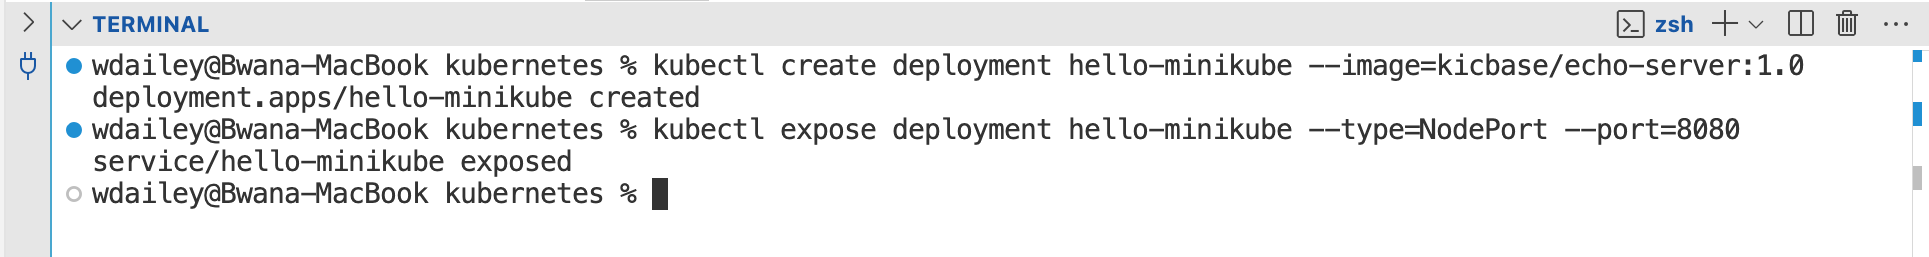 TERMINAL
zsh
wdailey@Bwana-MacBook kubernetes % kubectl create deployment hello-minikube --image=kicbase/echo-server:1.0
deployment.apps/hello-minikube created
wdailey@Bwana-MacBook kubernetes % kubectl expose deployment hello-minikube --type=NodePort --port=8080
service/hello-minikube exposed
wdailey@Bwana-MacBook kubernetes %